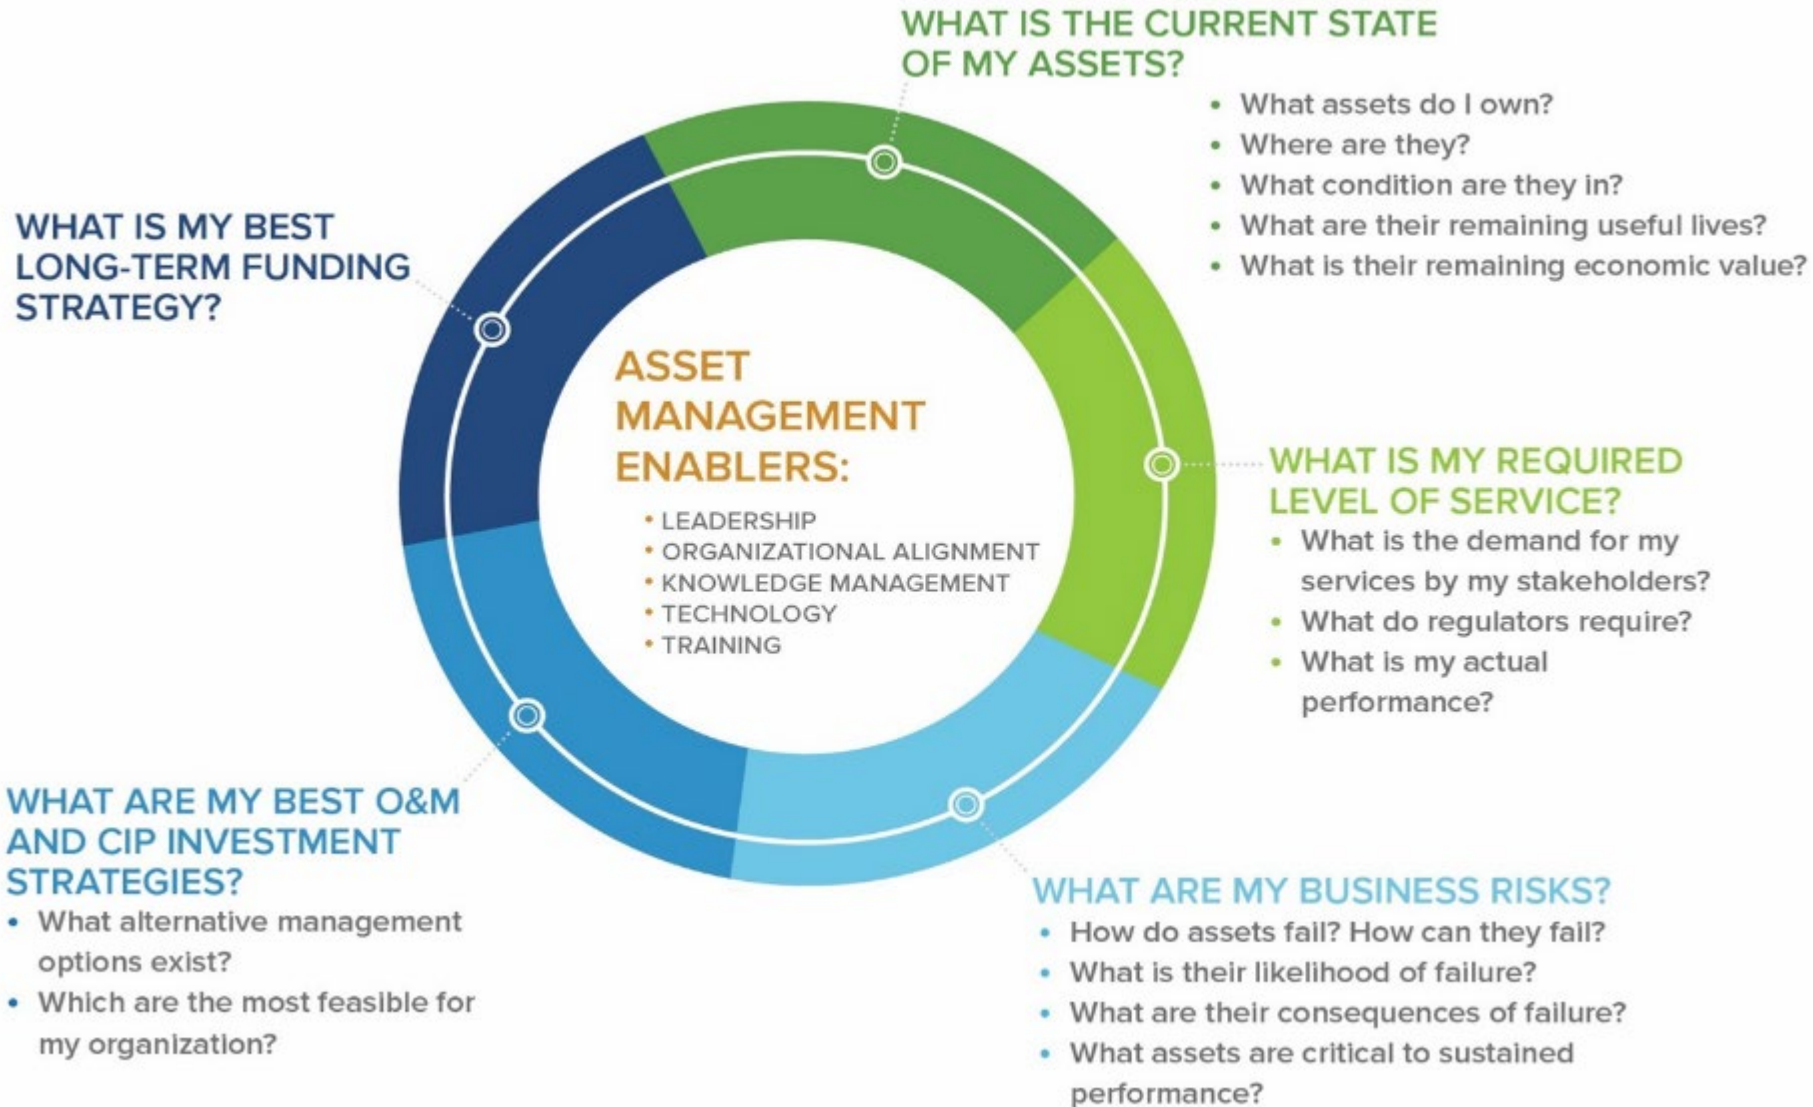 WHAT IS THE CURRENT STATE
OF MY ASSETS?
• What assets do I own?
• Where are they?
• What condition are they in?
• What are their remaining useful lives?
• What is their remaining economic value?
WHAT IS MY REQUIRED
LEVEL OF SERVICE?
• What is the demand for my
services by my stakeholders?
• What do regulators require?
• What is my actual
performance?
WHAT ARE MY BUSINESS RISKS?
• How do assets fail? How can they fail?
• What is their likelihood of failure?
• What are their consequences of failure?
• What assets are critical to sustained
performance?
WHAT ARE MY BEST O&M
AND CIP INVESTMENT
STRATEGIES?
• What alternative management
options exist?
• Which are the most feasible for
my organization?
WHAT IS MY BEST
LONG-TERM FUNDING
STRATEGY?
ASSET
MANAGEMENT
ENABLERS:
• LEADERSHIP
• ORGANIZATIONAL ALIGNMENT
• KNOWLEDGE MANAGEMENT
• TECHNOLOGY
• TRAINING